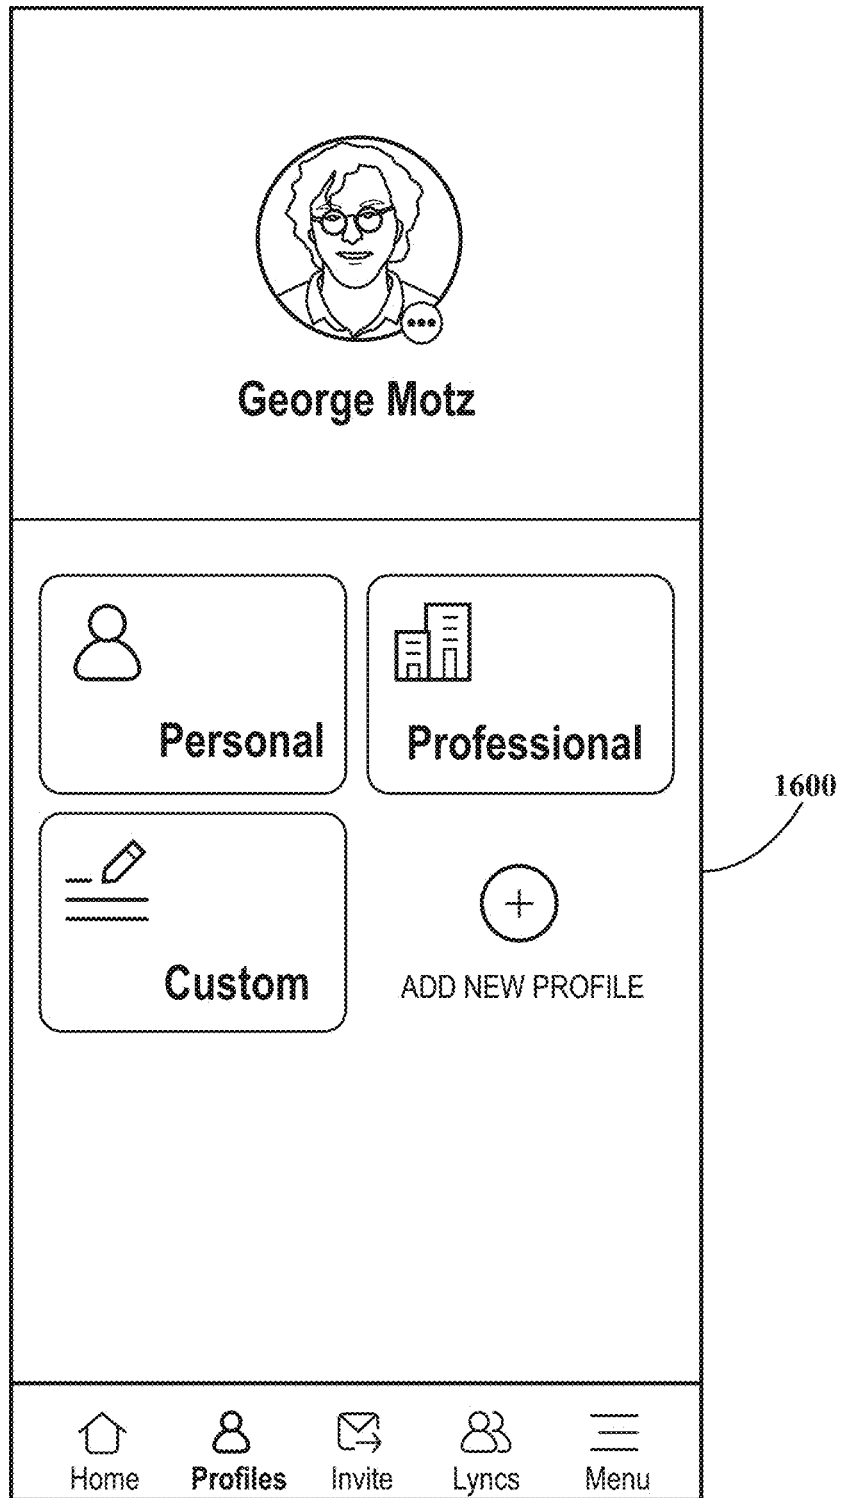 George Motz
Personal
Professional
1600
Custom
ADD NEW PROFILE
Home
Profiles
Invite
Lyncs
Menu